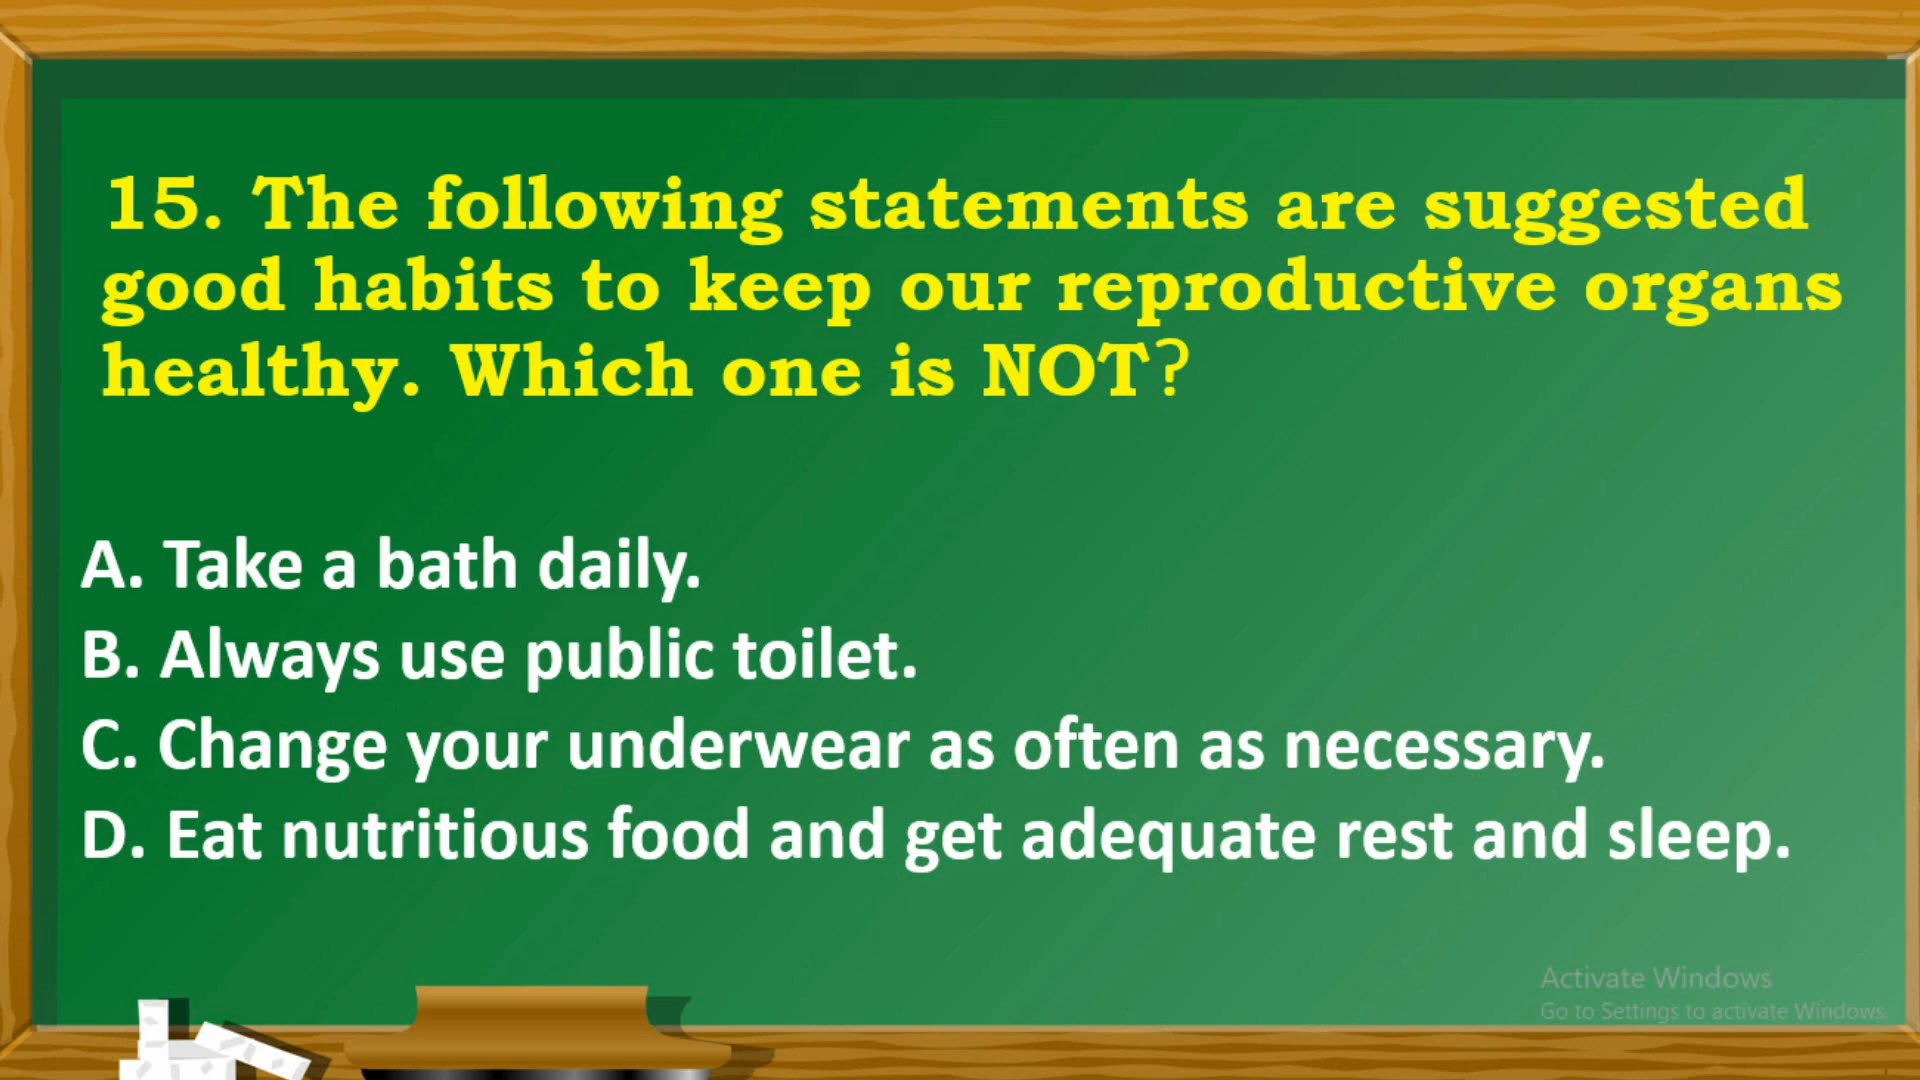 15. The following statements are suggested
good habits to keep our reproductive organs
healthy. Which one is NOT?
A. Take a bath daily.
B. Always use public toilet.
C. Change your underwear as often as necessary.
D. Eat nutritious food and get adequate rest and sleep.
Activate Windows
Go to Settings to activate Windows.